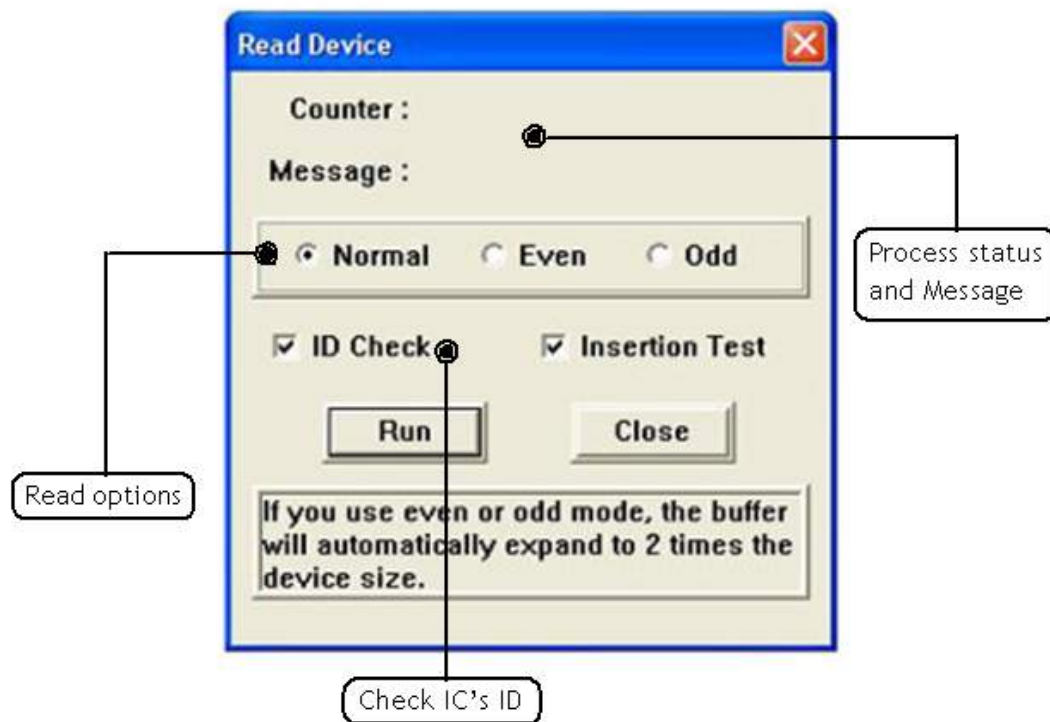 Read Device
Counter :
Message :
Process status
and Message
Normal Even Odd
ID Check Insertion Test
Run Close
Read options
If you use even or odd mode, the buffer
will automatically expand to 2 times the
device size.
Check IC's ID